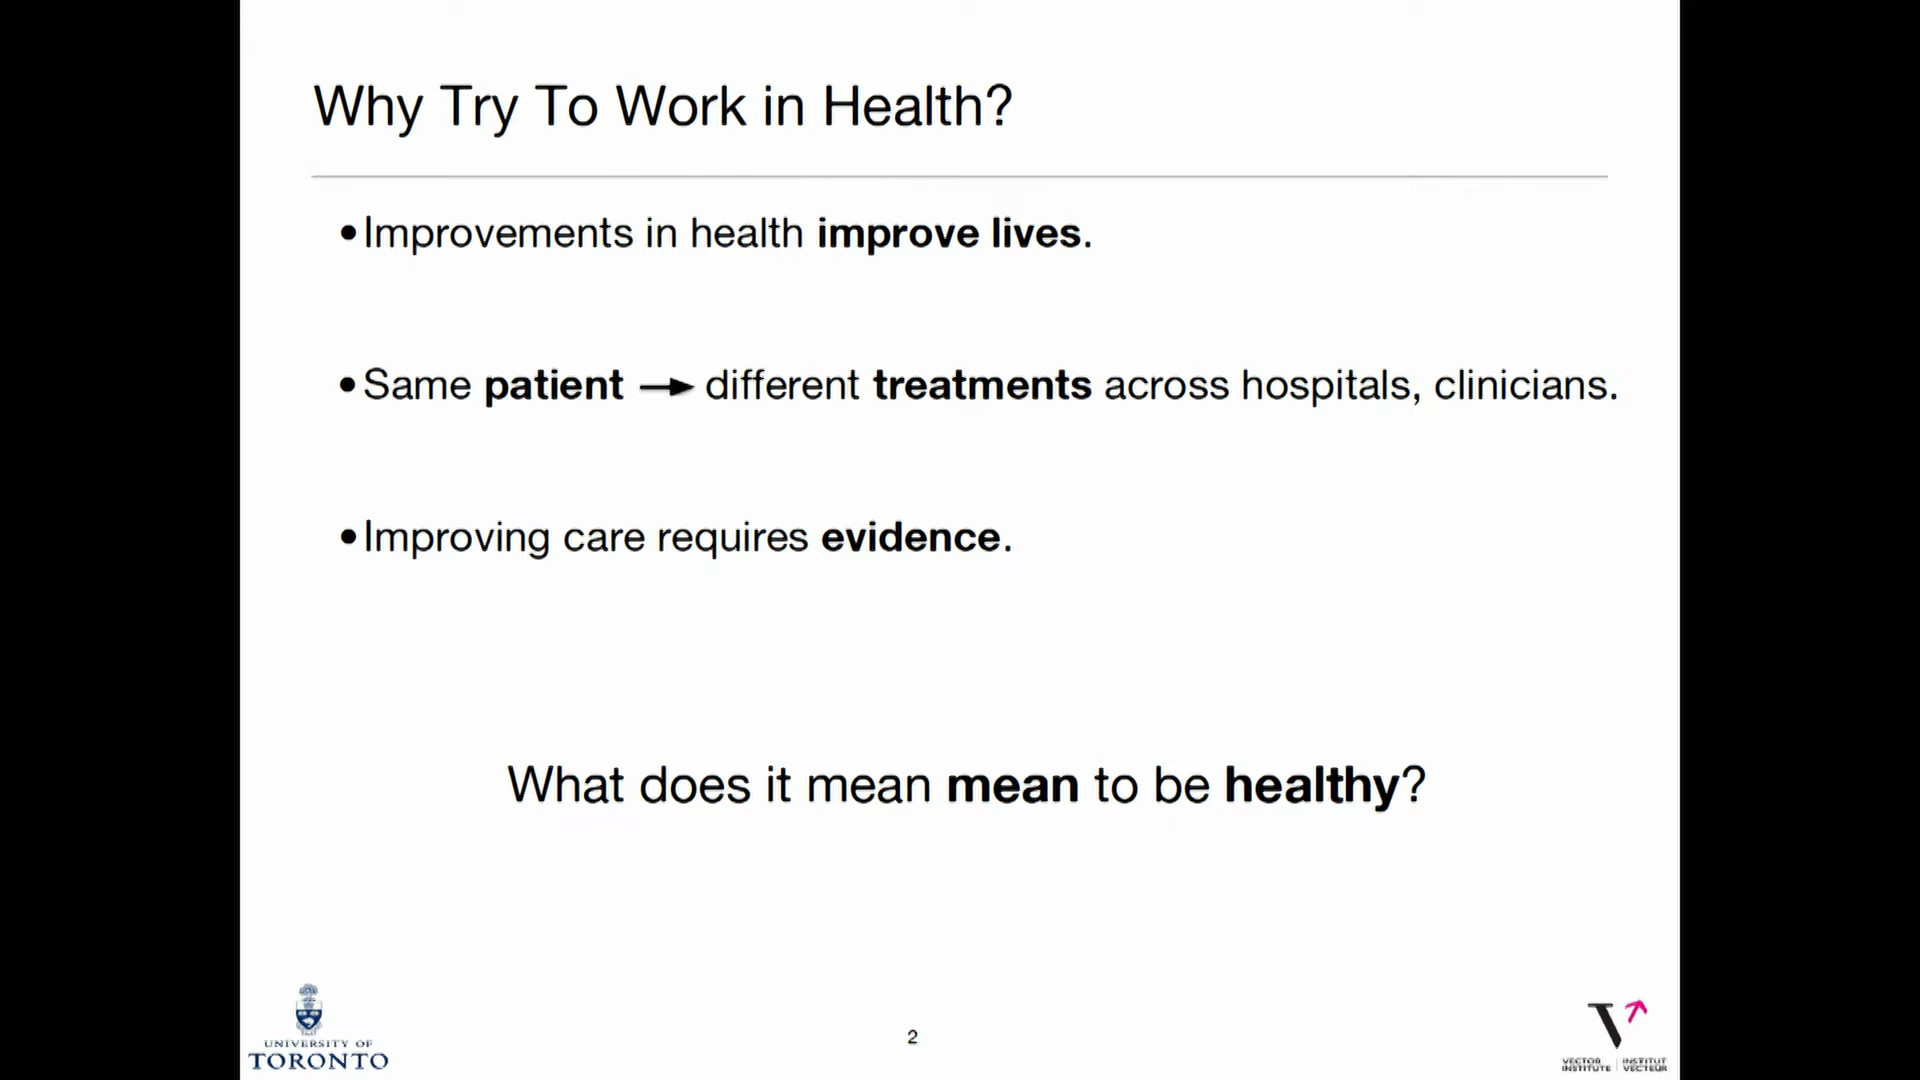 Why Try To Work in Health?
•Improvements in health improve lives.
•Same patient → different treatments across hospitals, clinicians.
•Improving care requires evidence.
What does it mean mean to be healthy?
UNIVERSITY OF
TORONTO
2
VECTOR INSTITUTE | INSTITUT VECTEUR